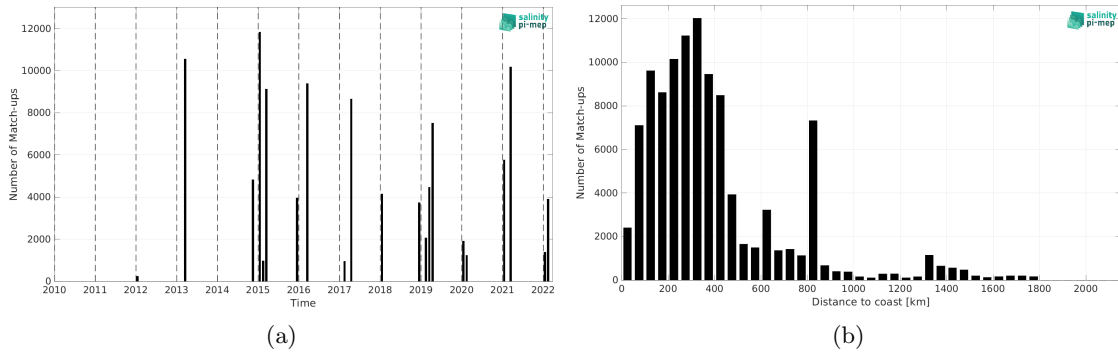 salinity
pi-mep
12000
10000
8000
6000
4000
2000
0
Number of Match-ups
2010 2011 2012 2013 2014 2015 2016 2017 2018 2019 2020 2021 2022
Time
(a)
salinity
pi-mep
12000
10000
8000
6000
4000
2000
0
Number of Match-ups
0 200 400 600 800 1000 1200 1400 1600 1800 2000
Distance to coast [km]
(b)